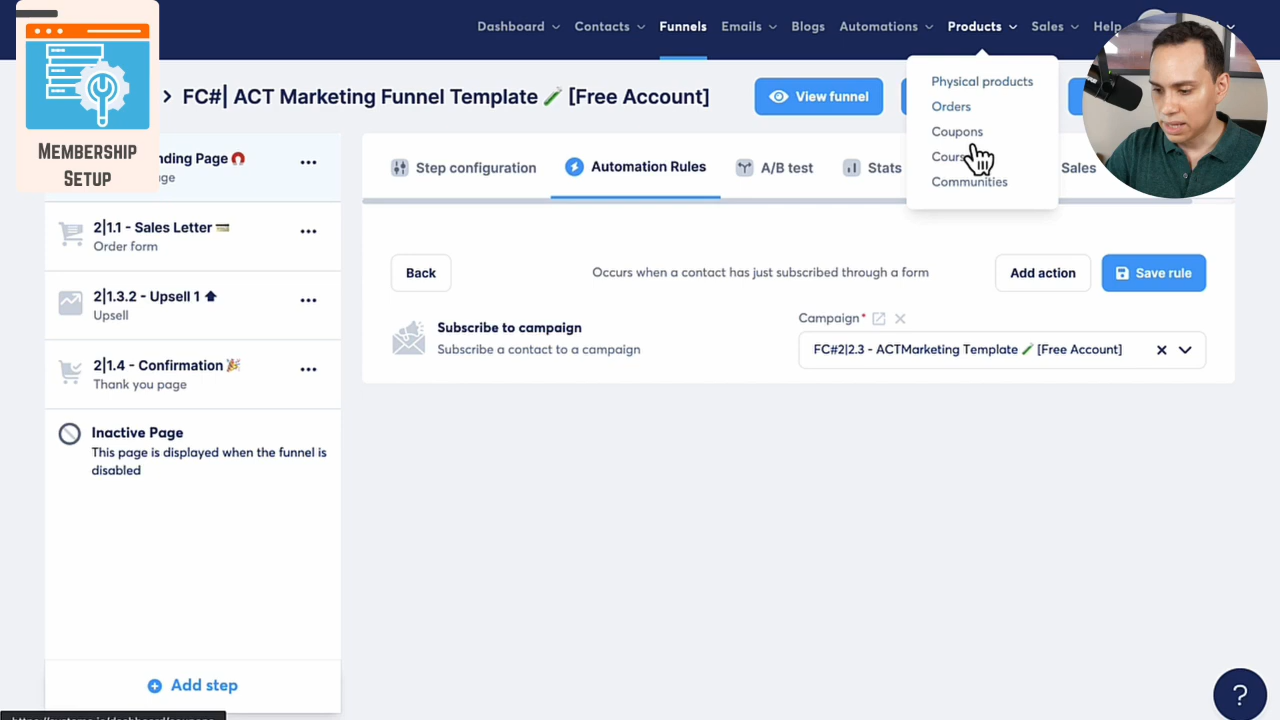 Dashboard Contacts Funnels Emails Blogs Automations Products Sales Help
Physical products
Orders
Coupons
Communities
MEMBERSHIP
SETUP
FC#| ACT Marketing Funnel Template [Free Account]
View funnel
Step configuration
Automation Rules
A/B test
Stats
Sales
2|1.1 - Sales Letter
Order form
2|1.3.2 - Upsell 1
Upsell
2|1.4 - Confirmation
Thank you page
Inactive Page
This page is displayed when the funnel is
disabled
Add step
Back
Occurs when a contact has just subscribed through a form
Add action
Save rule
Subscribe to campaign
Subscribe a contact to a campaign
Campaign*
FC#2|2.3 - ACTMarketing Template [Free Account]
?